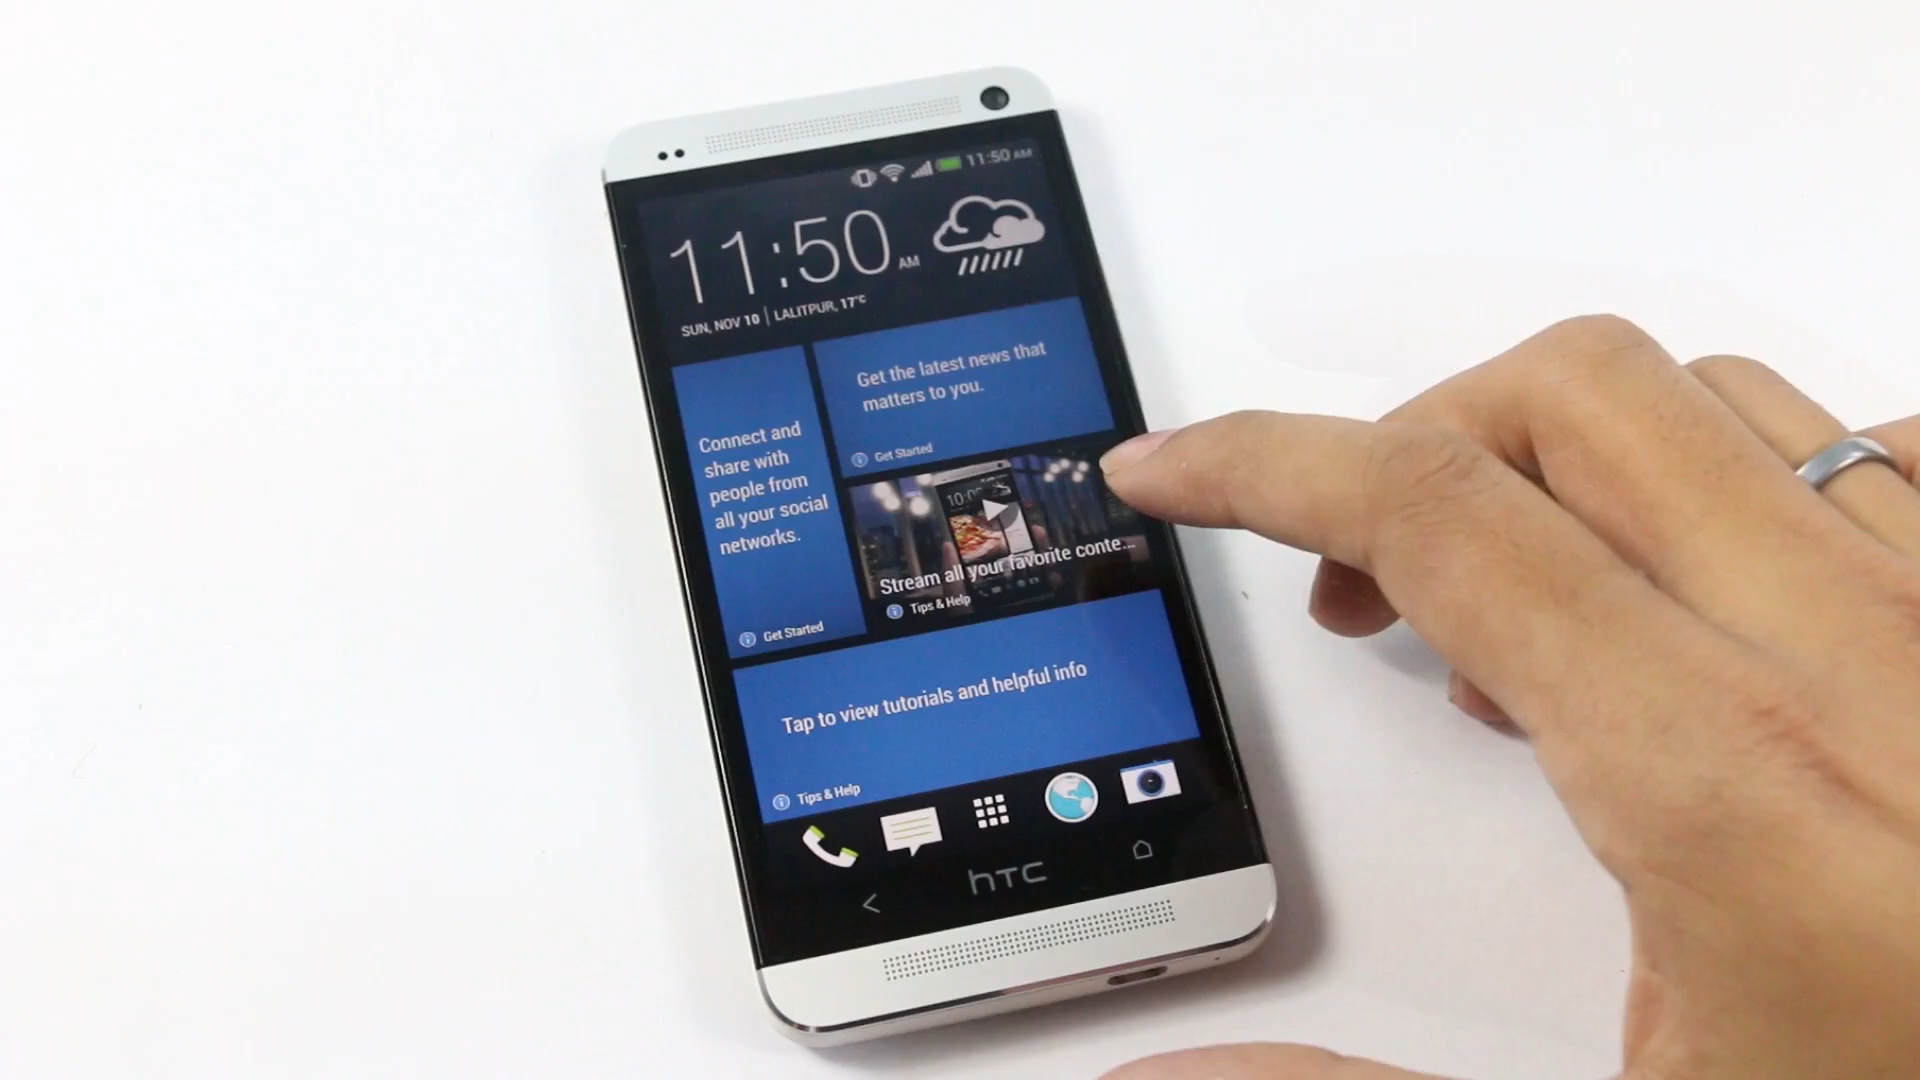 11:50 AM
11:50 AM
SUN, NOV 10 | LALITPUR, 17°C
Get the latest news that
matters to you.
Get Started
Connect and
share with
people from
all your social
networks.
Get Started
10:0
Stream all your favorite conte...
Tips & Help
Tap to view tutorials and helpful info
Tips & Help
hTC